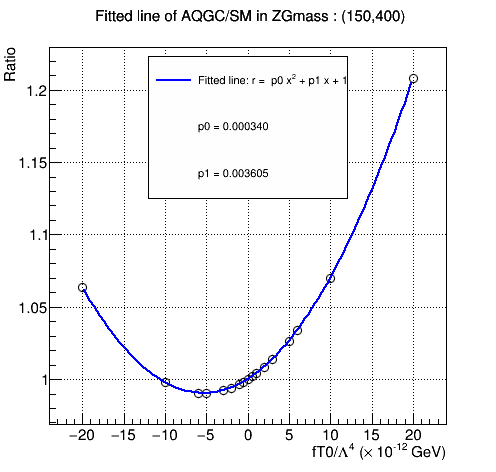 Fitted line of AQGC/SM in ZGmass : (150,400)
Ratio
Fitted line: r = p0 x² + p1 x + 1
p0 = 0.000340
p1 = 0.003605
1.2
1.15
1.1
1.05
1
−20 −15 −10 −5 0 5 10 15 20
fT0/Λ⁴ (× 10⁻¹² GeV)